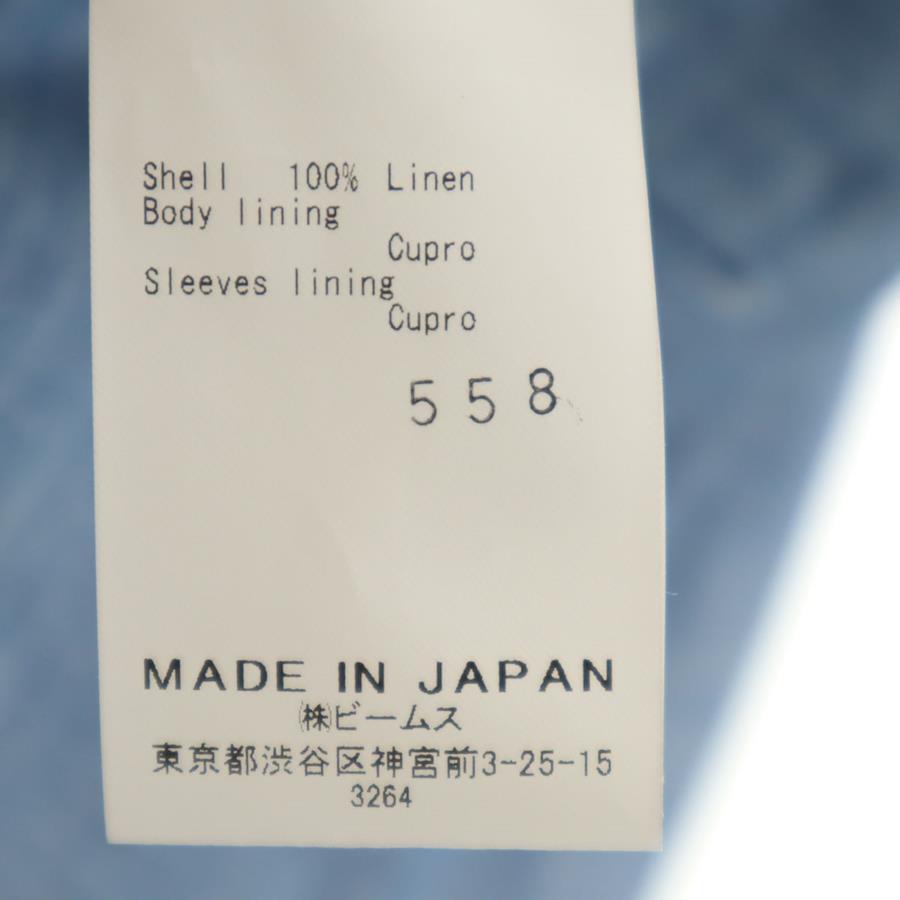 Shell 100% Linen
Body lining
Cupro
Sleeves lining
Cupro
558
MADE IN JAPAN
㈱ビームス
東京都渋谷区神宮前3-25-15
3264